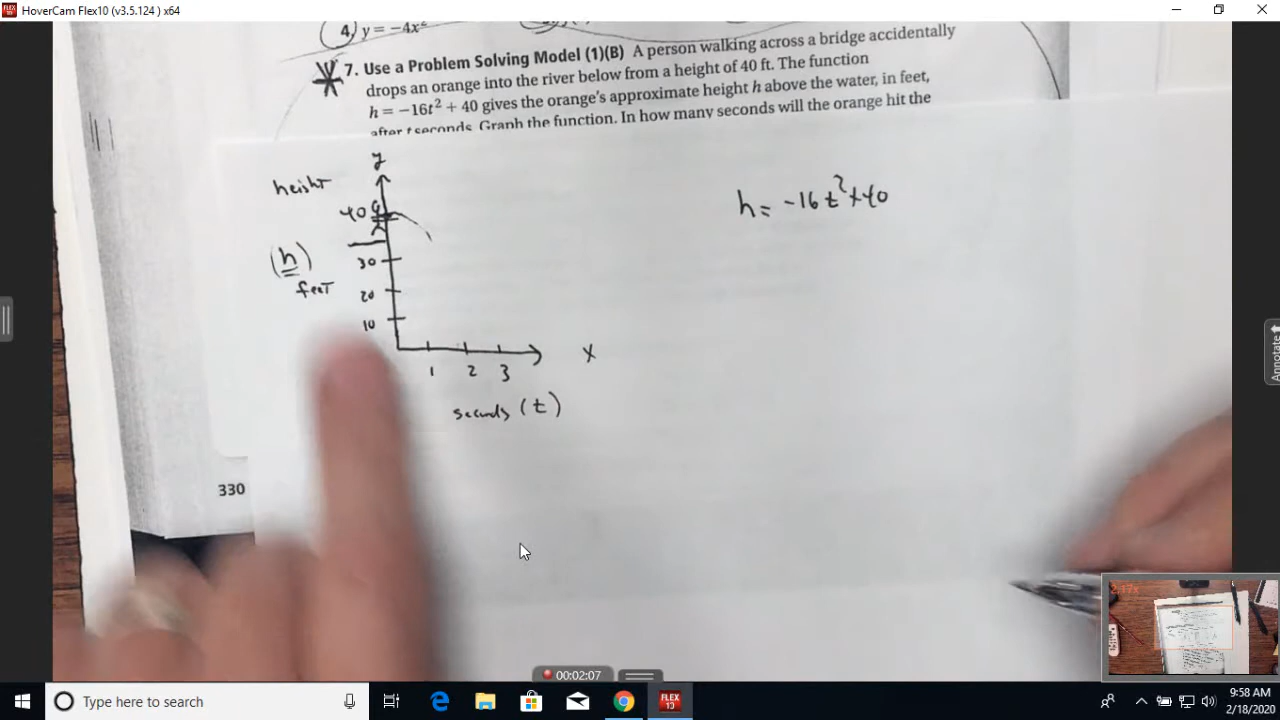 HoverCam Flex10 (v3.5.124 ) x64
4) y = −4x²
7. Use a Problem Solving Model (1)(B) A person walking across a bridge accidentally
drops an orange into the river below from a height of 40 ft. The function
h = −16t² + 40 gives the orange's approximate height h above the water, in feet,
after t seconds. Graph the function. In how many seconds will the orange hit the
y
height
40
(h)
feet
30
20
10
1 2 3
x
seconds (t)
h = -16t²+40
330
Annotate
00:02:07
Type here to search
FLEX
10
9:58 AM
2/18/2020